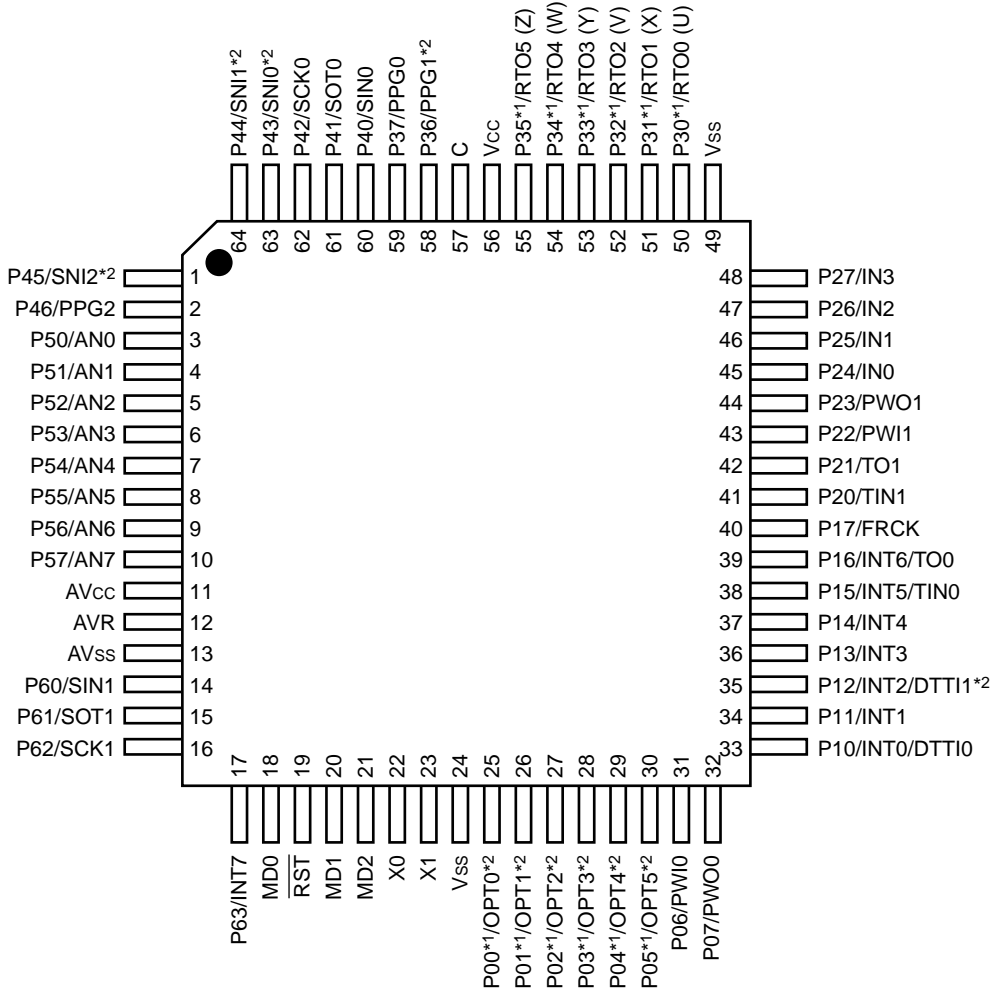 P44/SNI1*2
P43/SNI0*2
P42/SCK0
P41/SOT0
P40/SIN0
P37/PPG0
P36/PPG1*2
C
Vcc
P35*1/RTO5 (Z)
P34*1/RTO4 (W)
P33*1/RTO3 (Y)
P32*1/RTO2 (V)
P31*1/RTO1 (X)
P30*1/RTO0 (U)
Vss
64
63
62
61
60
59
58
57
56
55
54
53
52
51
50
49
P45/SNI2*2 1
P46/PPG2 2
P50/AN0 3
P51/AN1 4
P52/AN2 5
P53/AN3 6
P54/AN4 7
P55/AN5 8
P56/AN6 9
P57/AN7 10
AVcc 11
AVR 12
AVss 13
P60/SIN1 14
P61/SOT1 15
P62/SCK1 16
48 P27/IN3
47 P26/IN2
46 P25/IN1
45 P24/IN0
44 P23/PWO1
43 P22/PWI1
42 P21/TO1
41 P20/TIN1
40 P17/FRCK
39 P16/INT6/TO0
38 P15/INT5/TIN0
37 P14/INT4
36 P13/INT3
35 P12/INT2/DTTI1*2
34 P11/INT1
33 P10/INT0/DTTI0
17
18
19
20
21
22
23
24
25
26
27
28
29
30
31
32
P63/INT7
MD0
RST
MD1
MD2
X0
X1
Vss
P00*1/OPT0*2
P01*1/OPT1*2
P02*1/OPT2*2
P03*1/OPT3*2
P04*1/OPT4*2
P05*1/OPT5*2
P06/PWI0
P07/PWO0